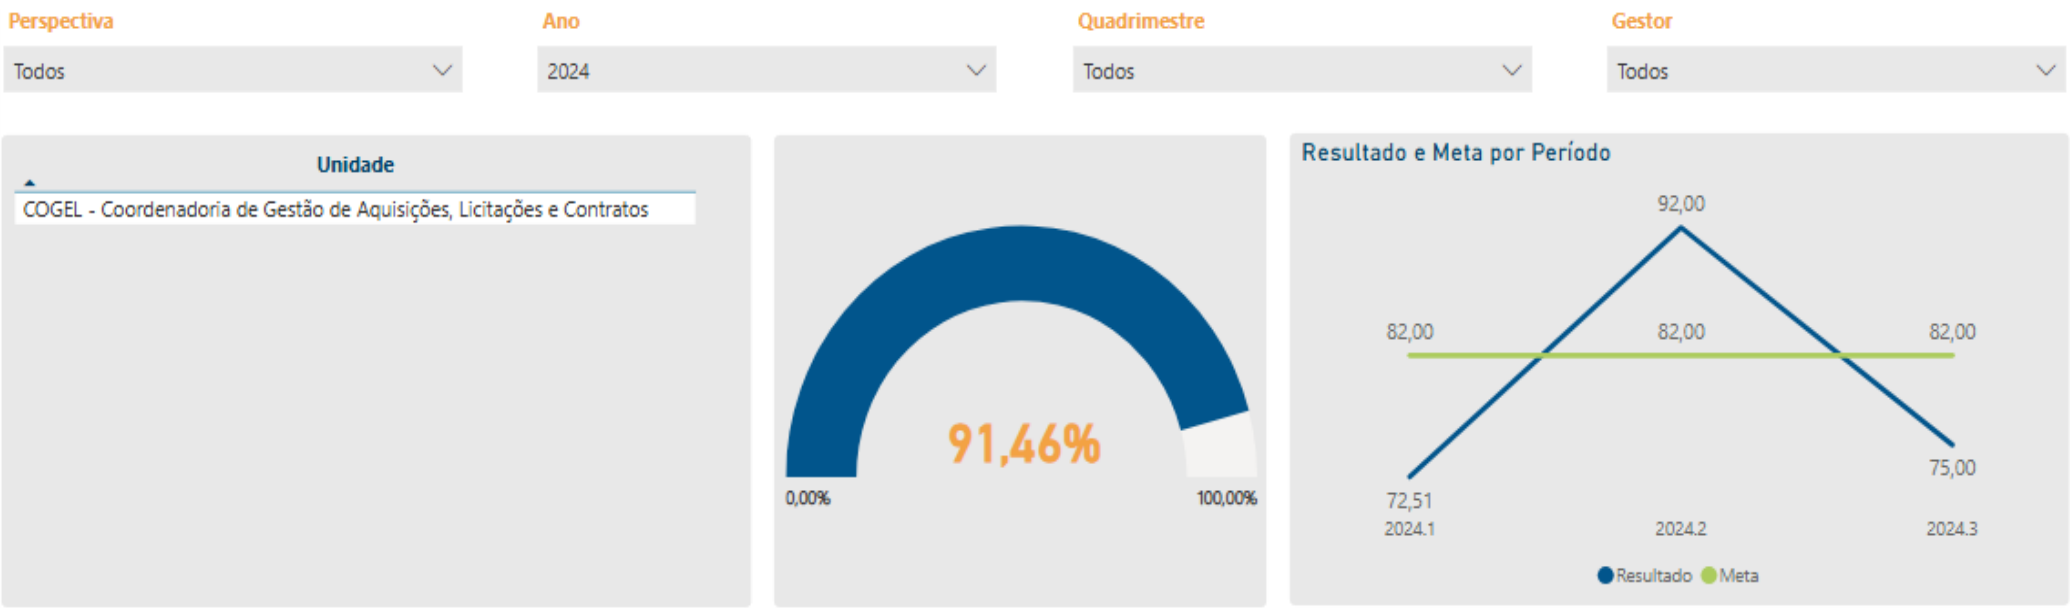 Perspectiva
Ano
Quadrimestre
Gestor
Todos
2024
Todos
Todos
Unidade
COGEL - Coordenadoria de Gestão de Aquisições, Licitações e Contratos
91,46%
0,00%
100,00%
Resultado e Meta por Período
92,00
82,00
82,00
82,00
75,00
72,51
2024.1
2024.2
2024.3
Resultado
Meta